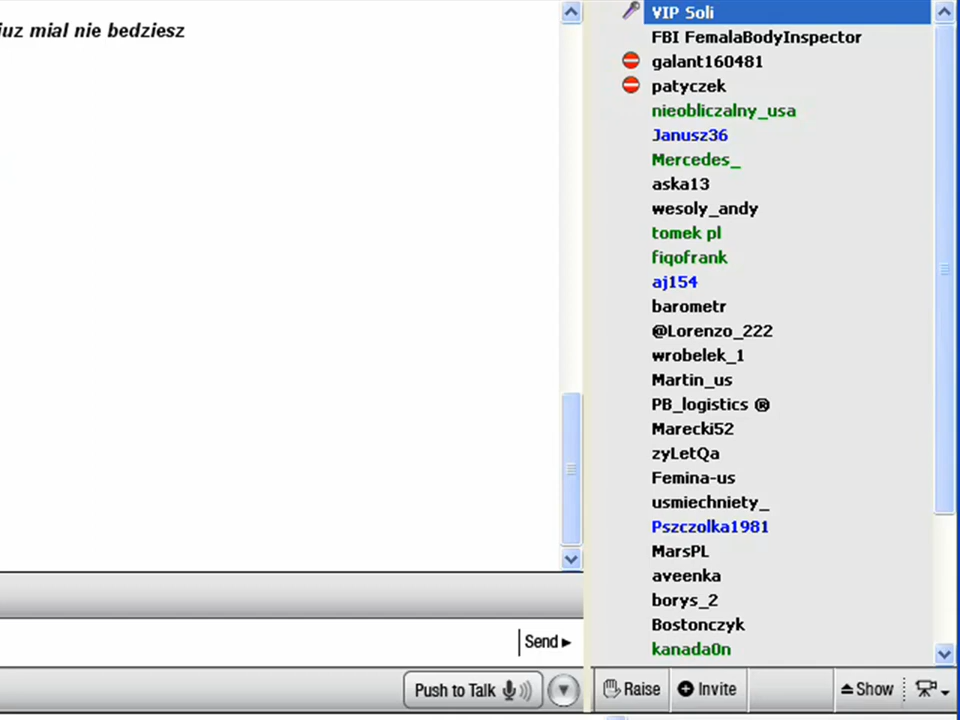 iuz mial nie bedziesz
VIP Soli
FBI FemalaBodyInspector
galant160481
patyczek
nieobliczalny_usa
Janusz36
Mercedes_
aska13
wesoly_andy
tomek pl
fiqofrank
aj154
barometr
@Lorenzo_222
wrobelek_1
Martin_us
PB_logistics ®
Marecki52
zyLetQa
Femina-us
usmiechniety_
Pszczolka1981
MarsPL
aveenka
borys_2
Bostonczyk
kanada0n
Send
Push to Talk
Raise
Invite
Show